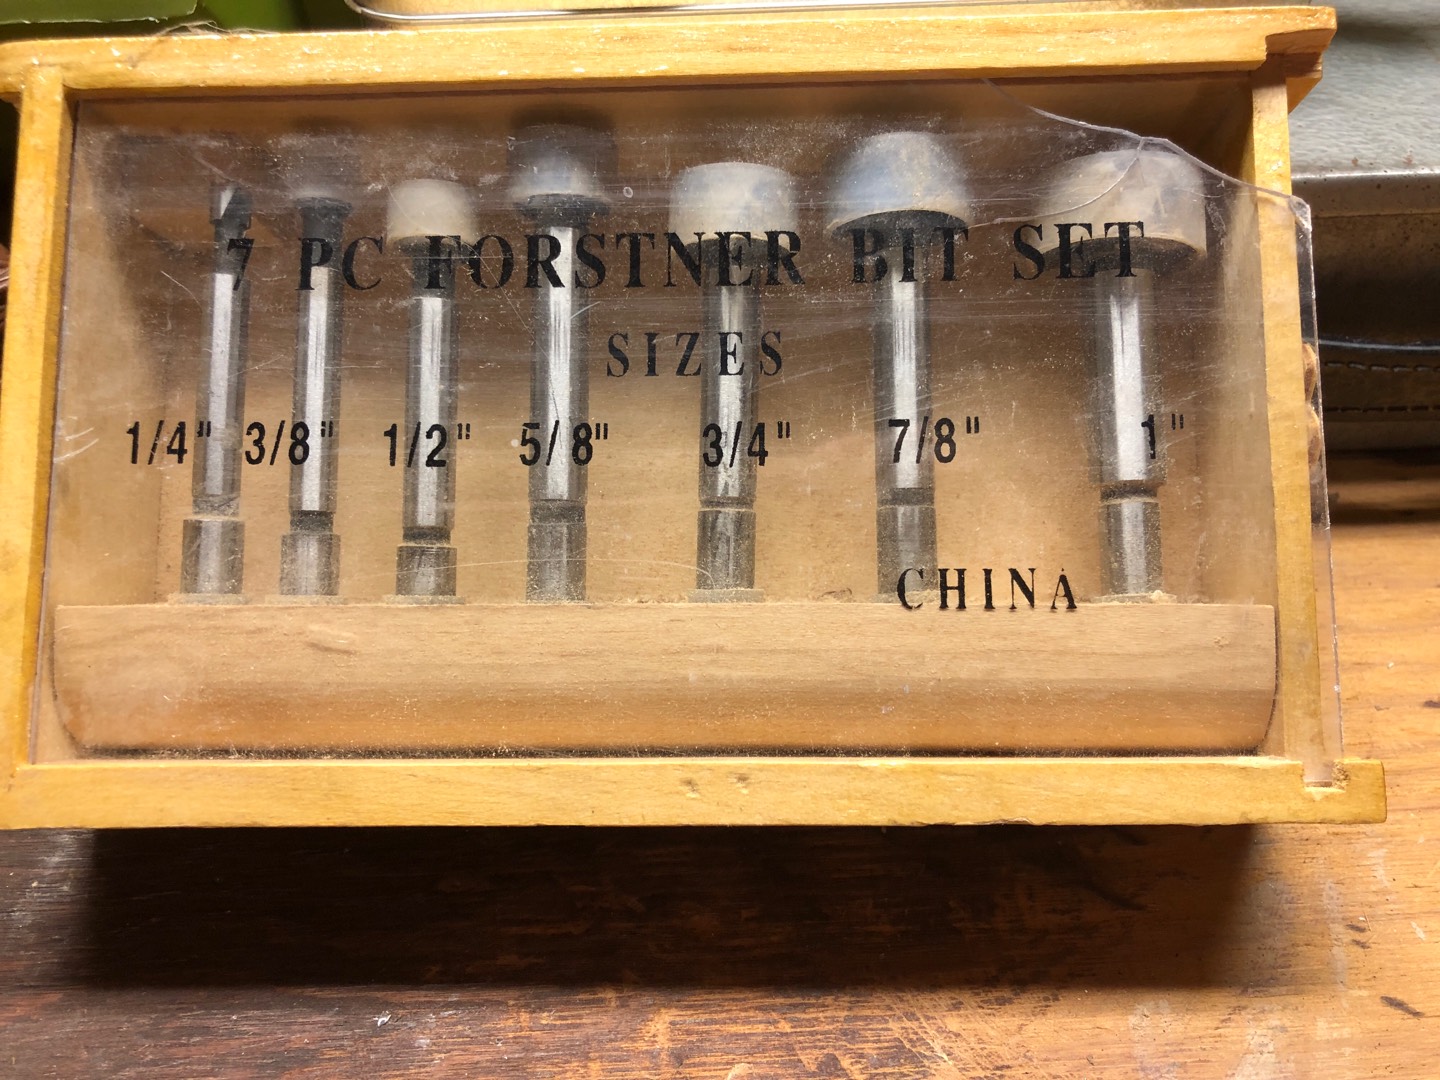 7 PC FORSTNER BIT SET
SIZES
1/4" 3/8" 1/2" 5/8" 3/4" 7/8" 1"
CHINA